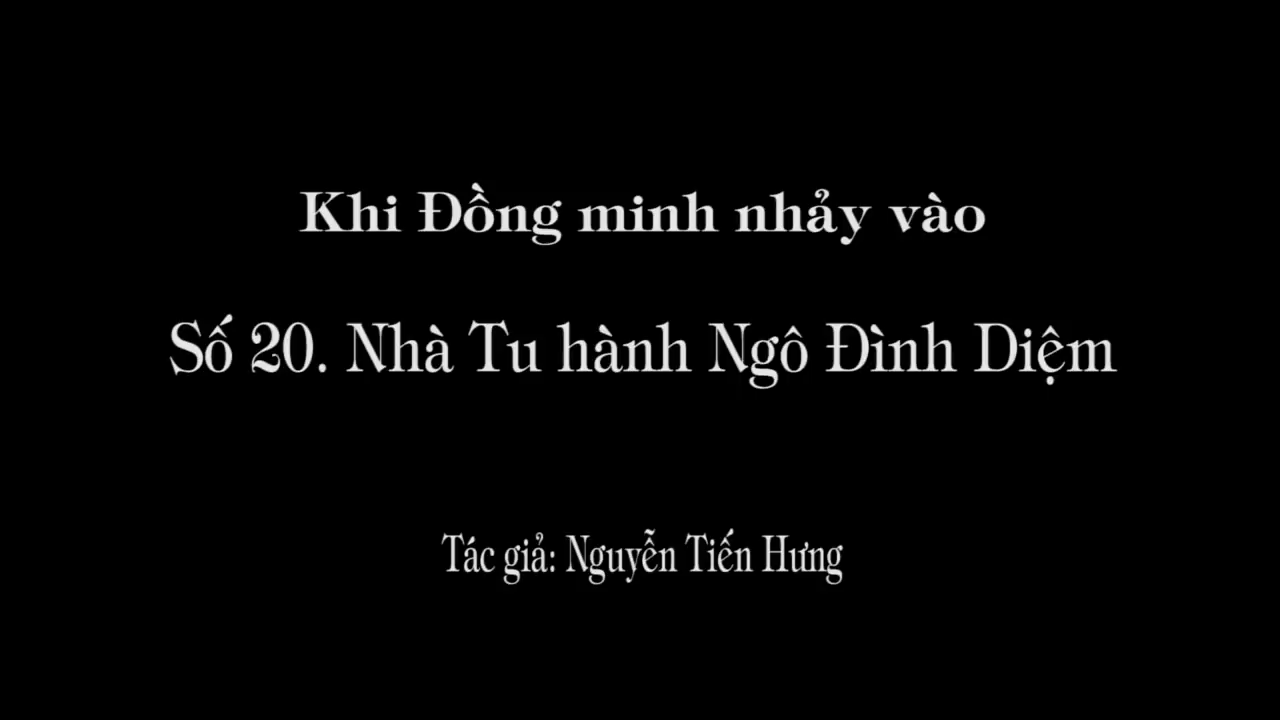 Khi Đồng minh nhảy vào
Số 20. Nhà Tu hành Ngô Đình Diệm
Tác giả: Nguyễn Tiến Hưng